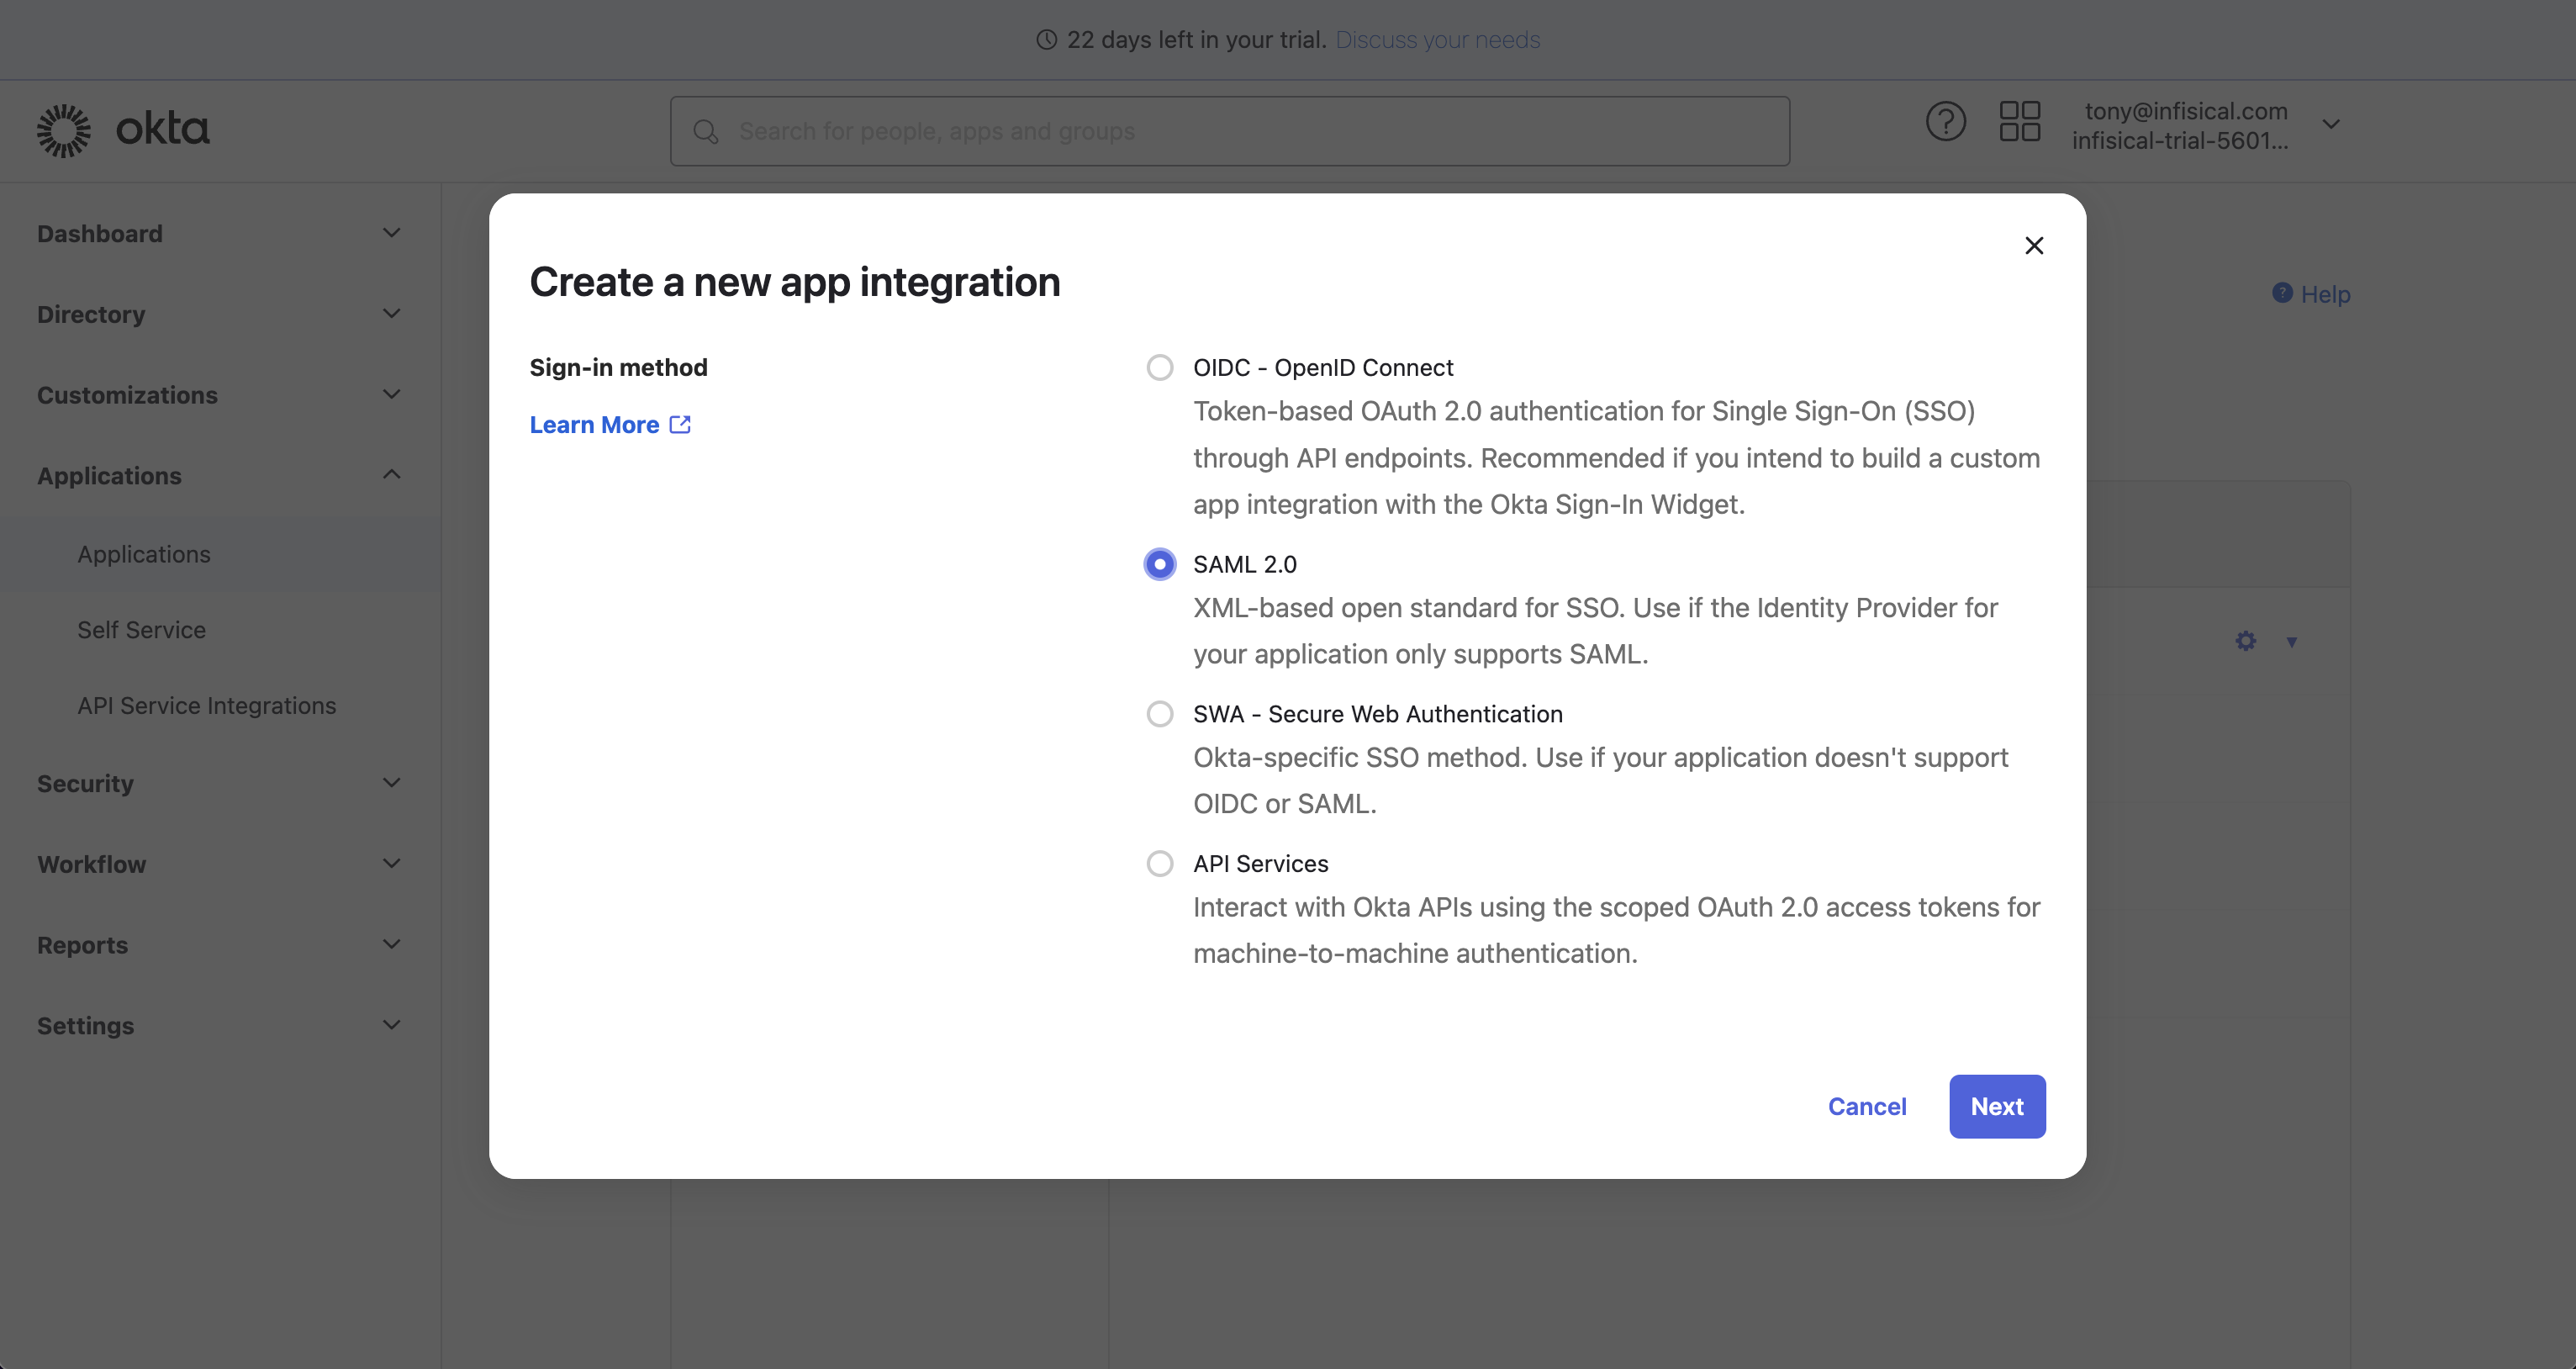 22 days left in your trial. Discuss your needs
okta
Search for people, apps and groups
tony@infisical.com
infisical-trial-5601...
Dashboard
Directory
Customizations
Applications
Applications
Self Service
API Service Integrations
Security
Workflow
Reports
Settings
Help
Create a new app integration
Sign-in method
Learn More
OIDC - OpenID Connect
Token-based OAuth 2.0 authentication for Single Sign-On (SSO)
through API endpoints. Recommended if you intend to build a custom
app integration with the Okta Sign-In Widget.
SAML 2.0
XML-based open standard for SSO. Use if the Identity Provider for
your application only supports SAML.
SWA - Secure Web Authentication
Okta-specific SSO method. Use if your application doesn't support
OIDC or SAML.
API Services
Interact with Okta APIs using the scoped OAuth 2.0 access tokens for
machine-to-machine authentication.
Cancel
Next